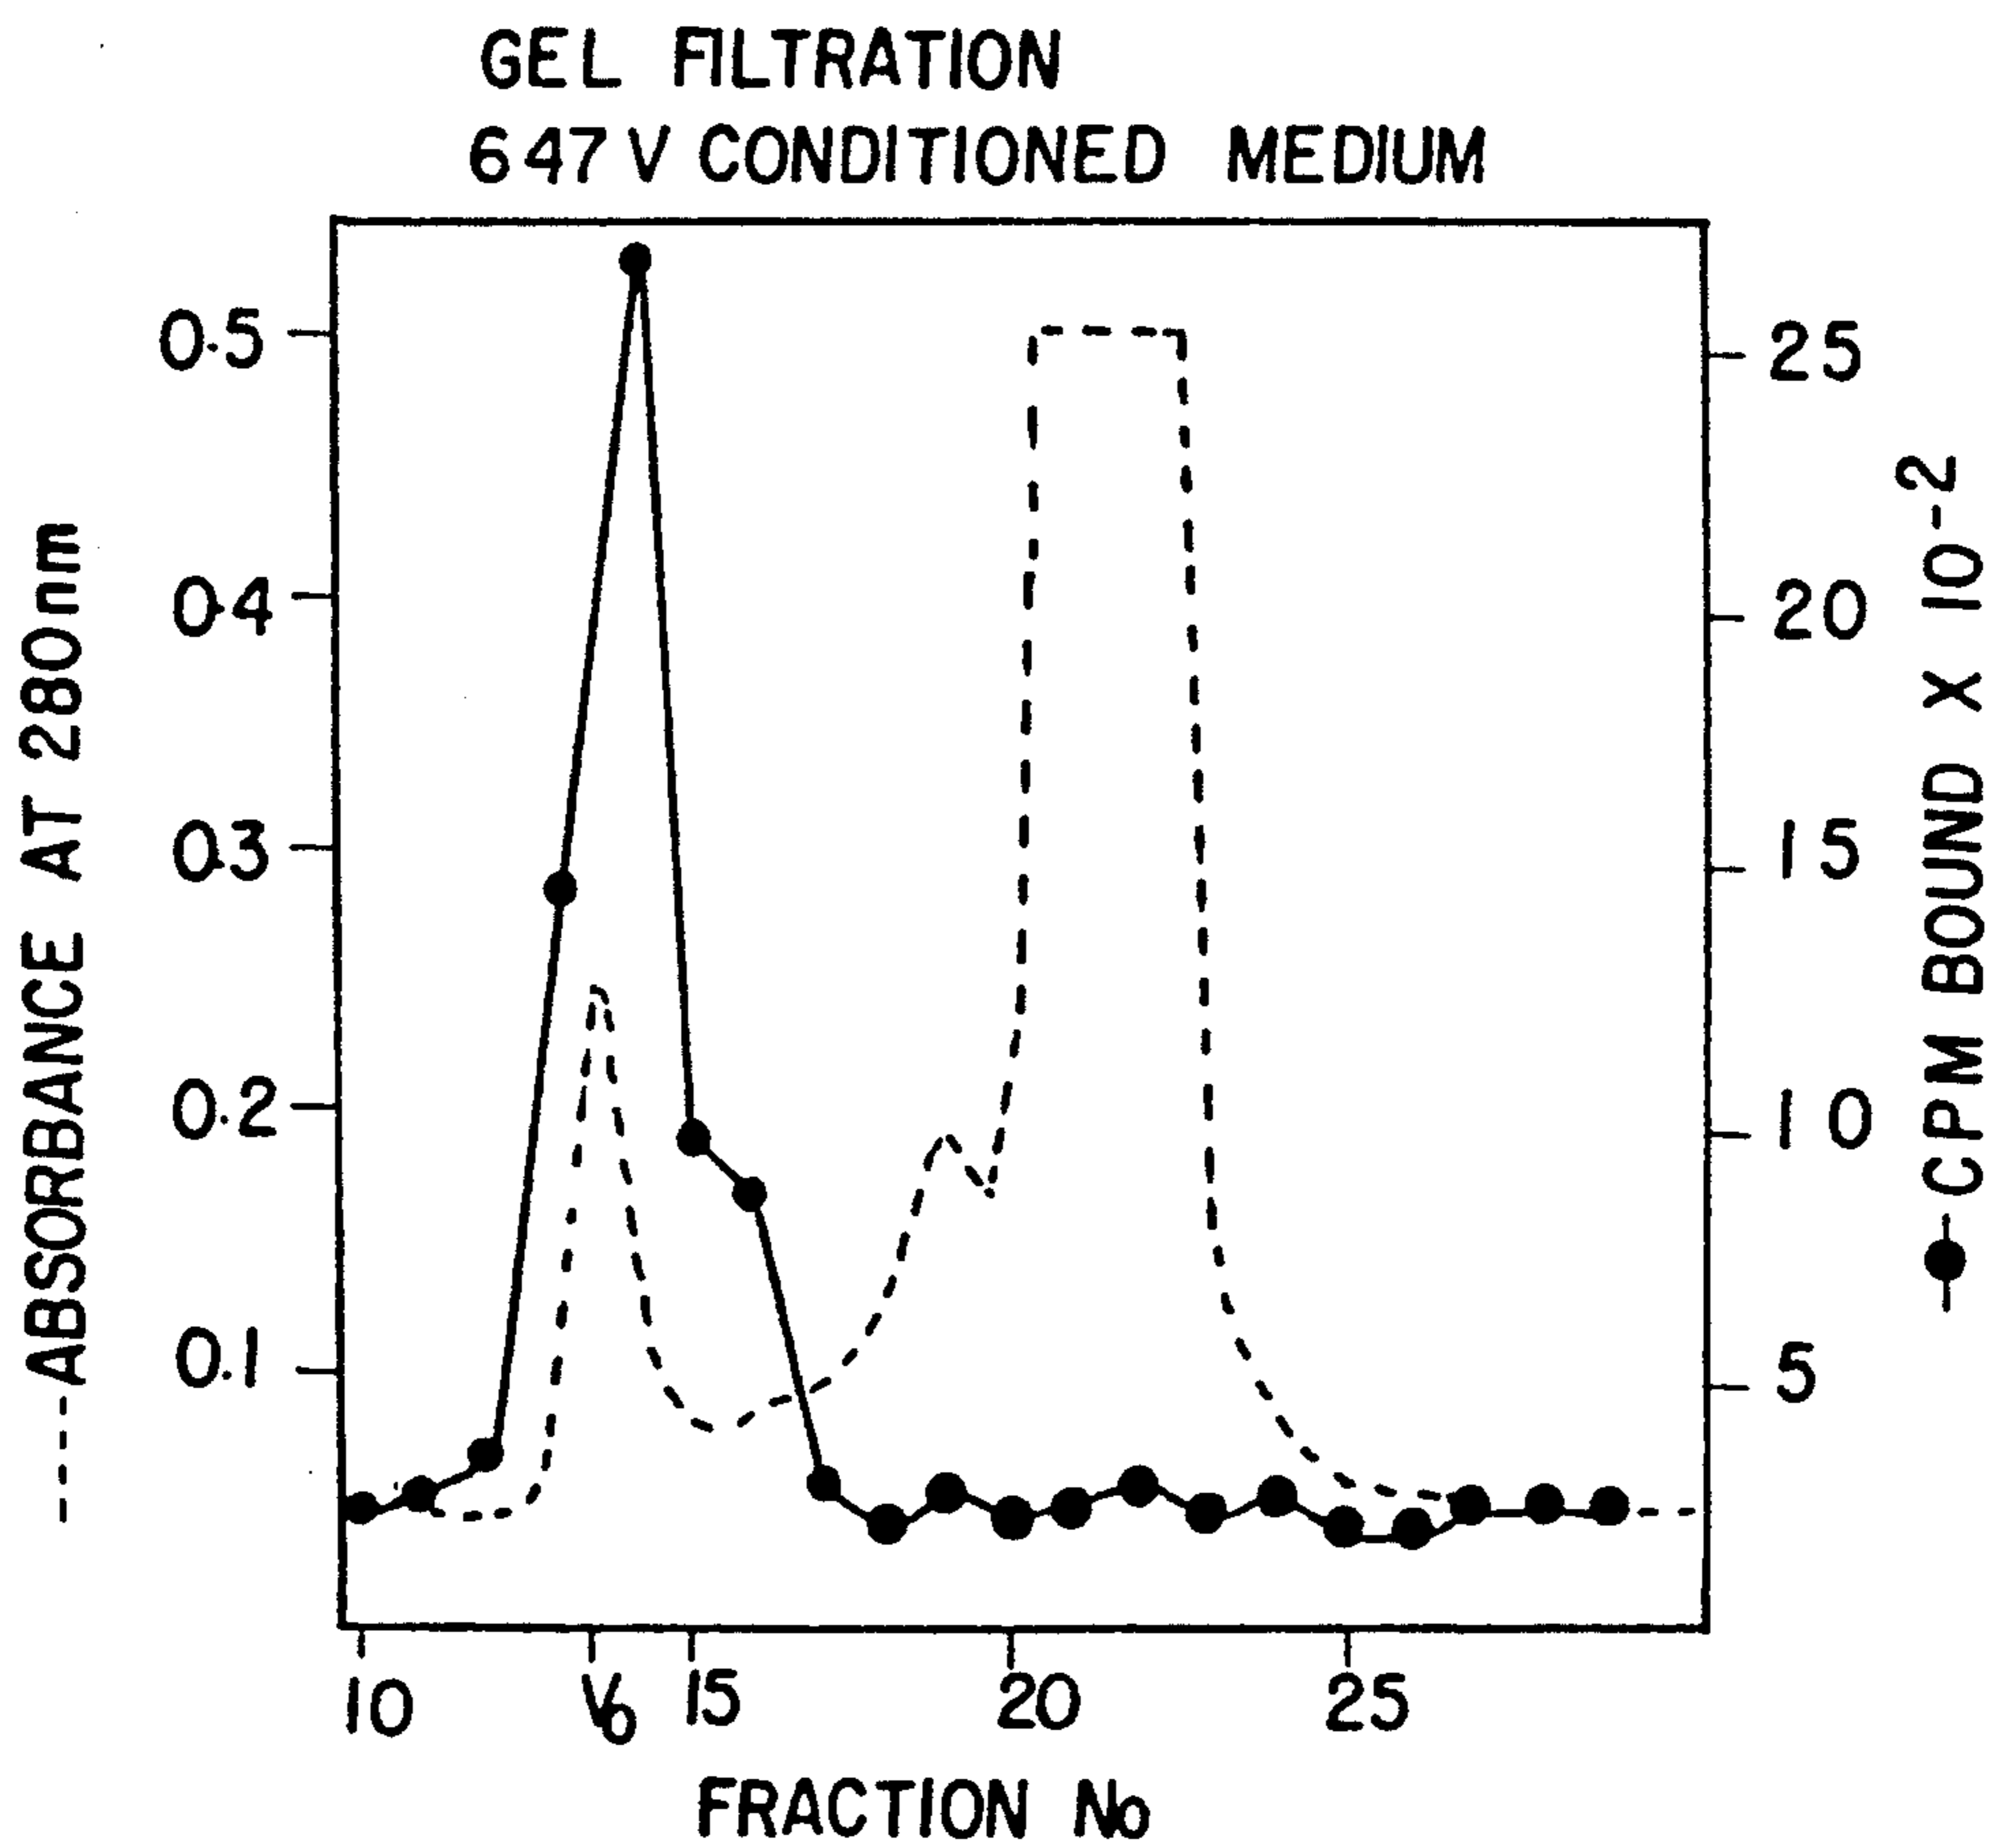 GEL FILTRATION
647V CONDITIONED MEDIUM
---- ABSORBANCE AT 280nm
0.5
0.4
0.3
0.2
0.1
25
20
15
10
5
CPM BOUND X 10-2
10
V0
15
20
25
FRACTION No